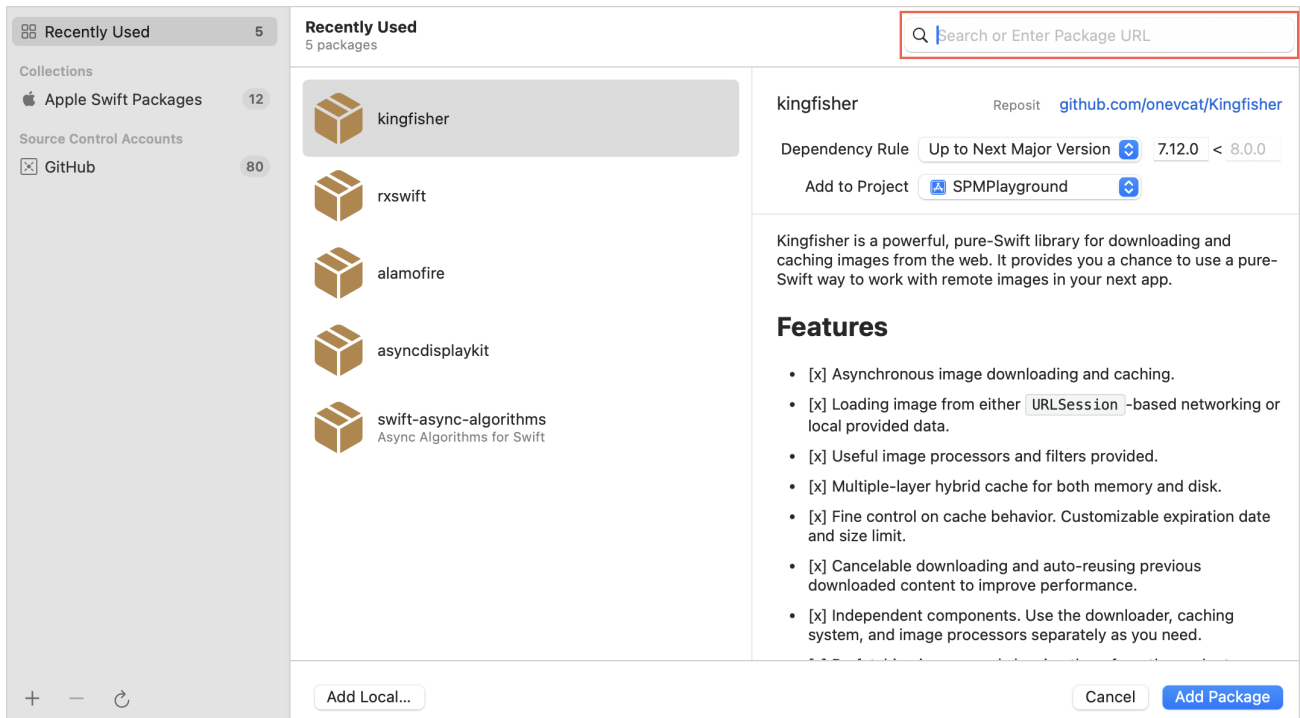 Recently Used 5
Collections
Apple Swift Packages 12
Source Control Accounts
GitHub 80
Recently Used
5 packages
Search or Enter Package URL
kingfisher
rxswift
alamofire
asyncdisplaykit
swift-async-algorithms
Async Algorithms for Swift
kingfisher Reposit github.com/onevcat/Kingfisher
Dependency Rule Up to Next Major Version 7.12.0 < 8.0.0
Add to Project SPMPlayground
Kingfisher is a powerful, pure-Swift library for downloading and
caching images from the web. It provides you a chance to use a pure-
Swift way to work with remote images in your next app.
Features
• [x] Asynchronous image downloading and caching.
• [x] Loading image from either URLSession -based networking or
local provided data.
• [x] Useful image processors and filters provided.
• [x] Multiple-layer hybrid cache for both memory and disk.
• [x] Fine control on cache behavior. Customizable expiration date
and size limit.
• [x] Cancelable downloading and auto-reusing previous
downloaded content to improve performance.
• [x] Independent components. Use the downloader, caching
system, and image processors separately as you need.
Add Local...
Cancel
Add Package